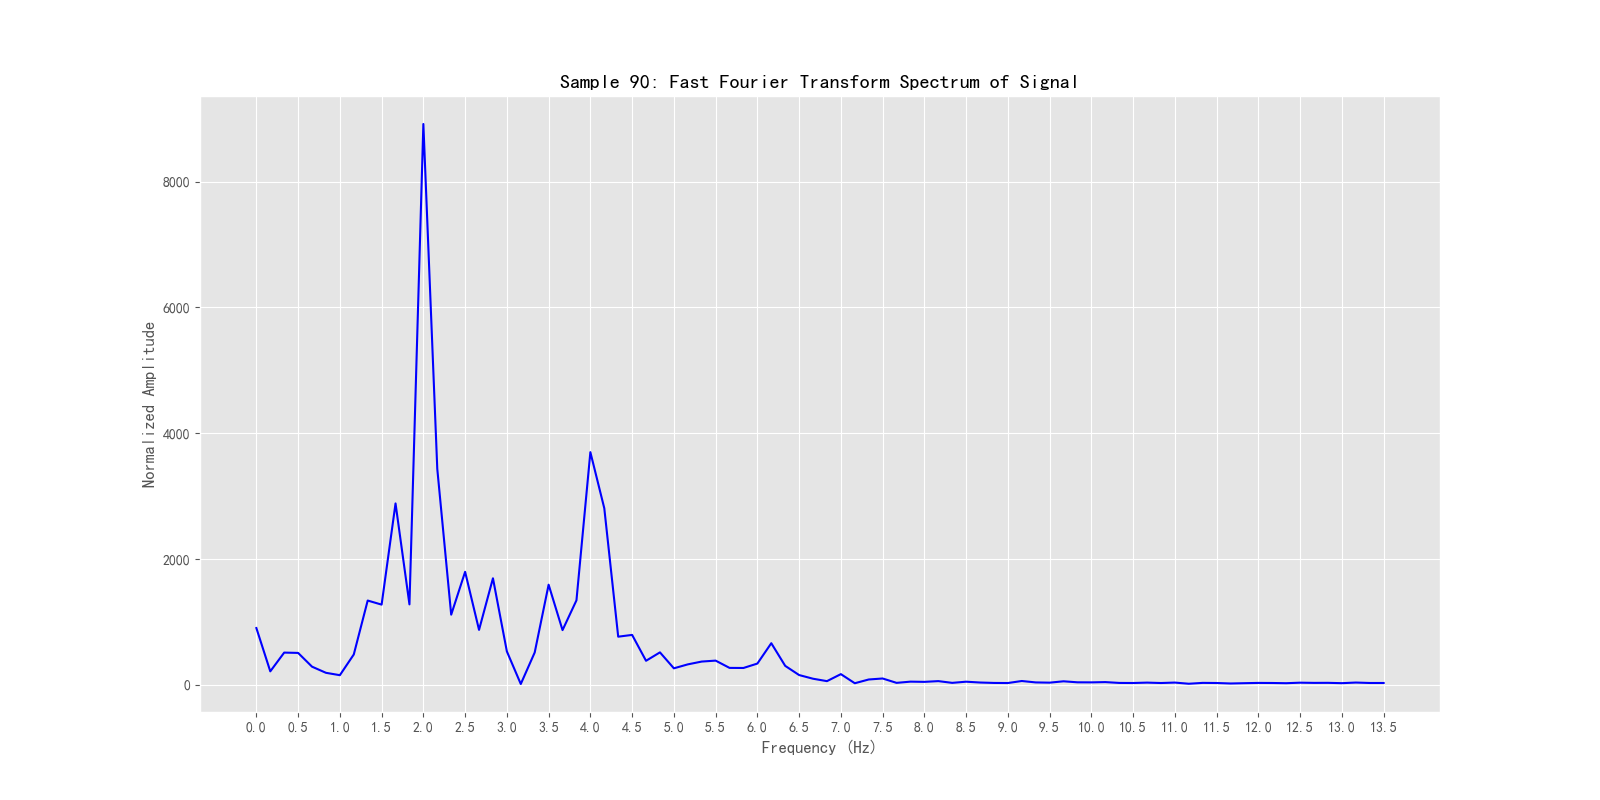 Sample 90: Fast Fourier Transform Spectrum of Signal
Normalized Amplitude
8000
6000
4000
2000
0
0.0 0.5 1.0 1.5 2.0 2.5 3.0 3.5 4.0 4.5 5.0 5.5 6.0 6.5 7.0 7.5 8.0 8.5 9.0 9.5 10.0 10.5 11.0 11.5 12.0 12.5 13.0 13.5
Frequency (Hz)